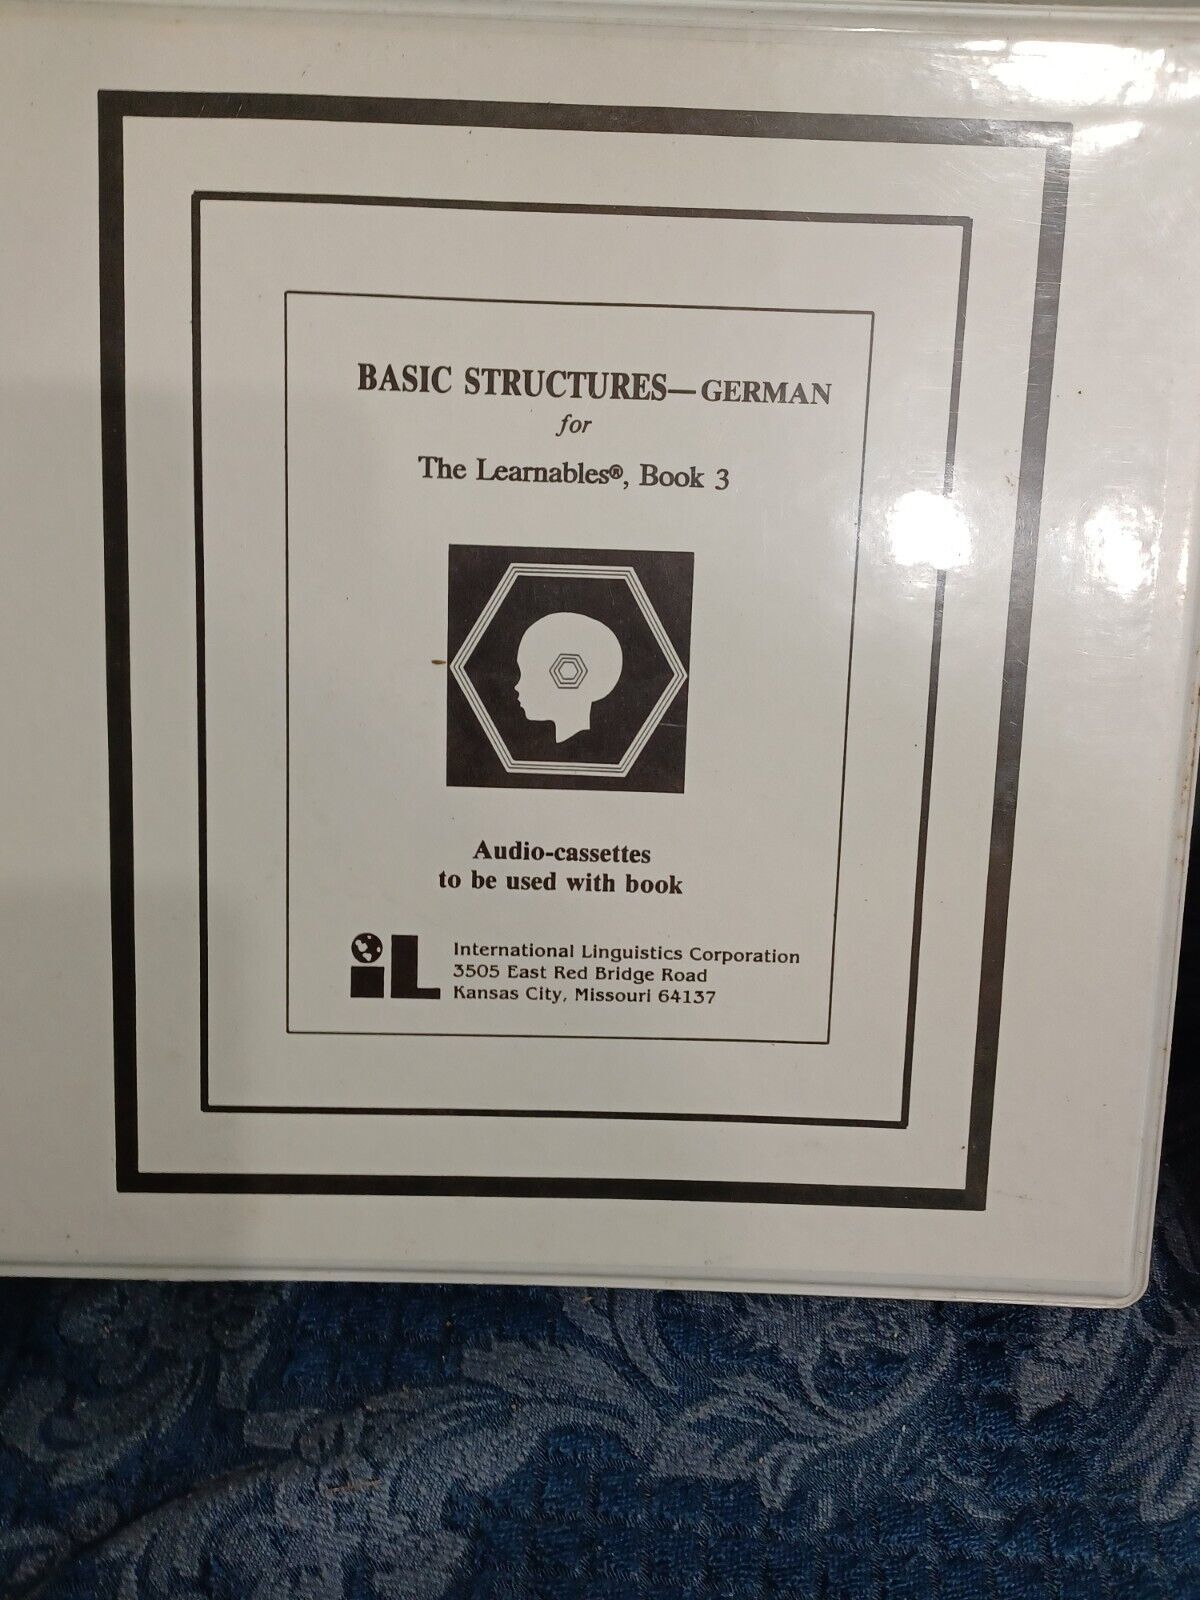 BASIC STRUCTURES—GERMAN
for
The Learnables®, Book 3
Audio-cassettes
to be used with book
iL
International Linguistics Corporation
3505 East Red Bridge Road
Kansas City, Missouri 64137